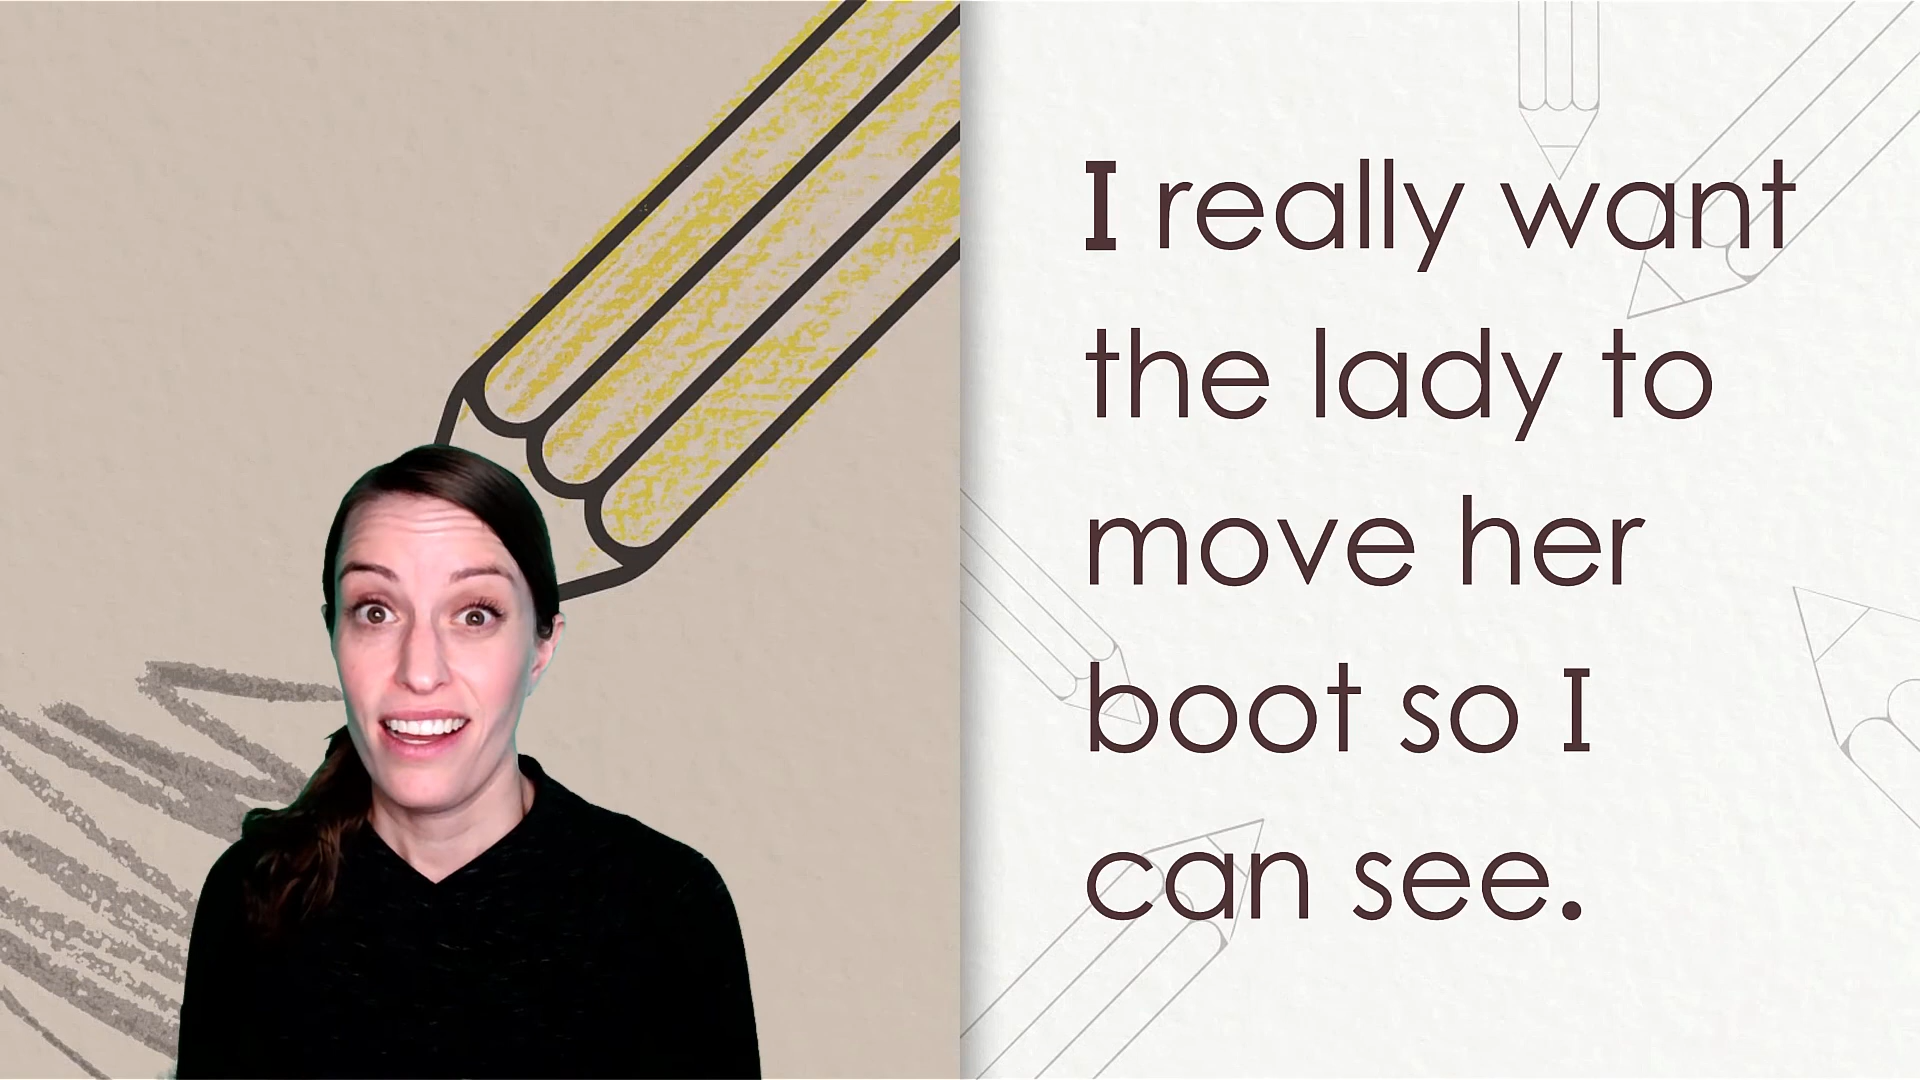 I really want
the lady to
move her
boot so I
can see.